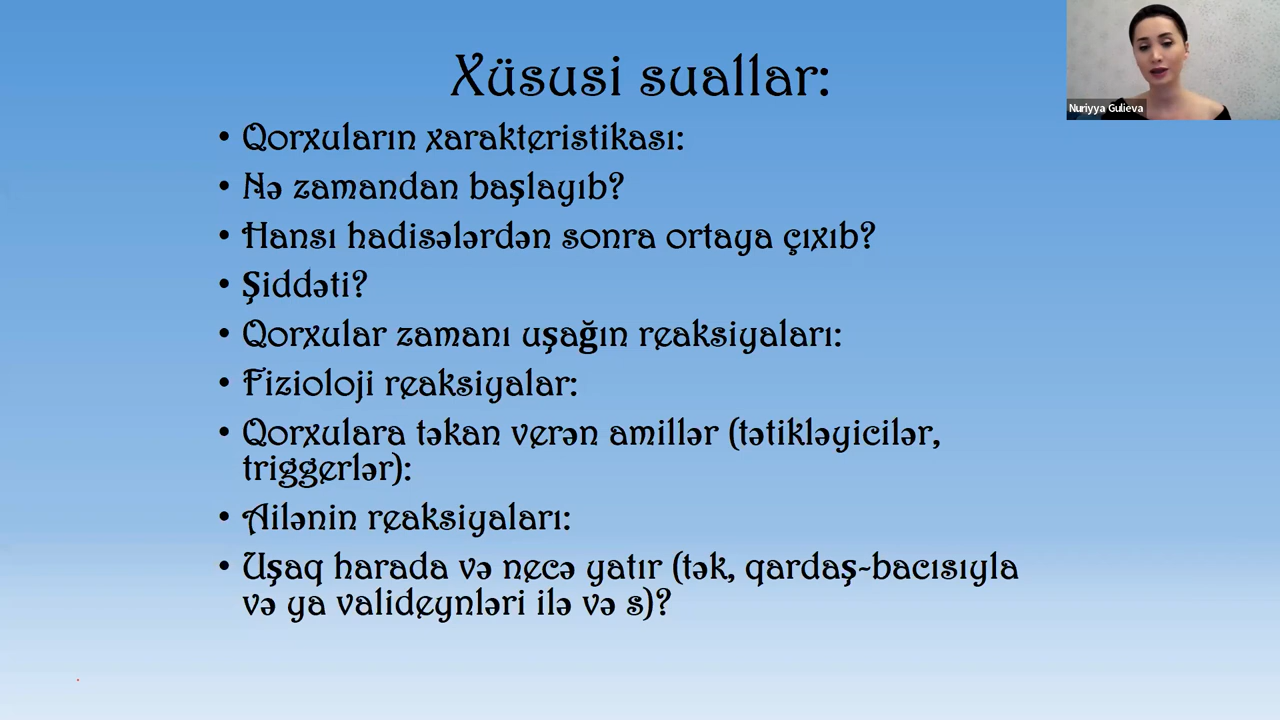 Xüsusi suallar:
Nuriyya Gulieva
• Qorxuların xarakteristikası:
• Nə zamandan başlayıb?
• Hansı hadisələrdən sonra ortaya çıxıb?
• Şiddəti?
• Qorxular zamanı uşağın reaksiyaları:
• Fizioloji reaksiyalar:
• Qorxulara təkan verən amillər (tətikləyicilər,
triggerlər):
• Ailənin reaksiyaları:
• Uşaq harada və necə yatır (tək, qardaş-bacısıyla
və ya valideynləri ilə və s)?